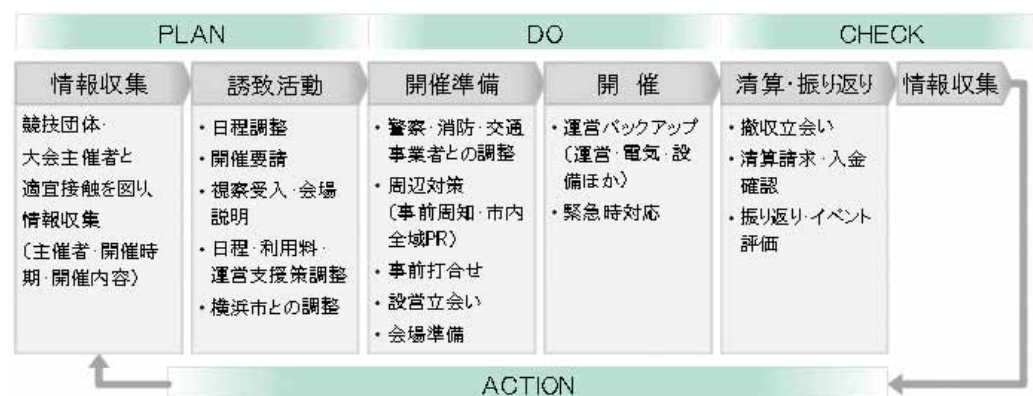 PLAN
DO
CHECK
情報収集
誘致活動
開催準備
開 催
清算・振り返り
情報収集
競技団体・
大会主催者と
適宜接触を図り、
情報収集
(主催者・開催時
期・開催内容)
・日程調整
・開催要請
・視察受入・会場
説明
・日程・利用料・
運営支援策調整
・横浜市との調整
・警察・消防・交通
事業者との調整
・周辺対策
(事前周知・市内
全域PR)
・事前打合せ
・設営立会い
・会場準備
・運営バックアップ
(運営・電気・設
備ほか)
・緊急時対応
・撤収立会い
・清算請求・入金
確認
・振り返り・イベント
評価
ACTION